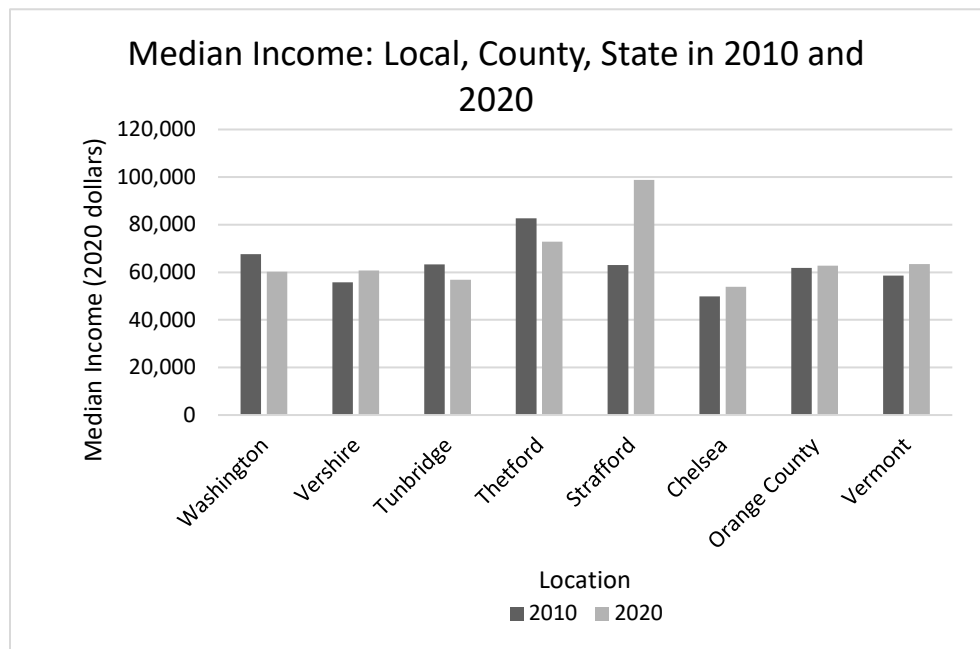 Median Income: Local, County, State in 2010 and
2020
Median Income (2020 dollars)
120,000
100,000
80,000
60,000
40,000
20,000
0
Washington
Vershire
Tunbridge
Thetford
Strafford
Chelsea
Orange County
Vermont
Location
2010 2020